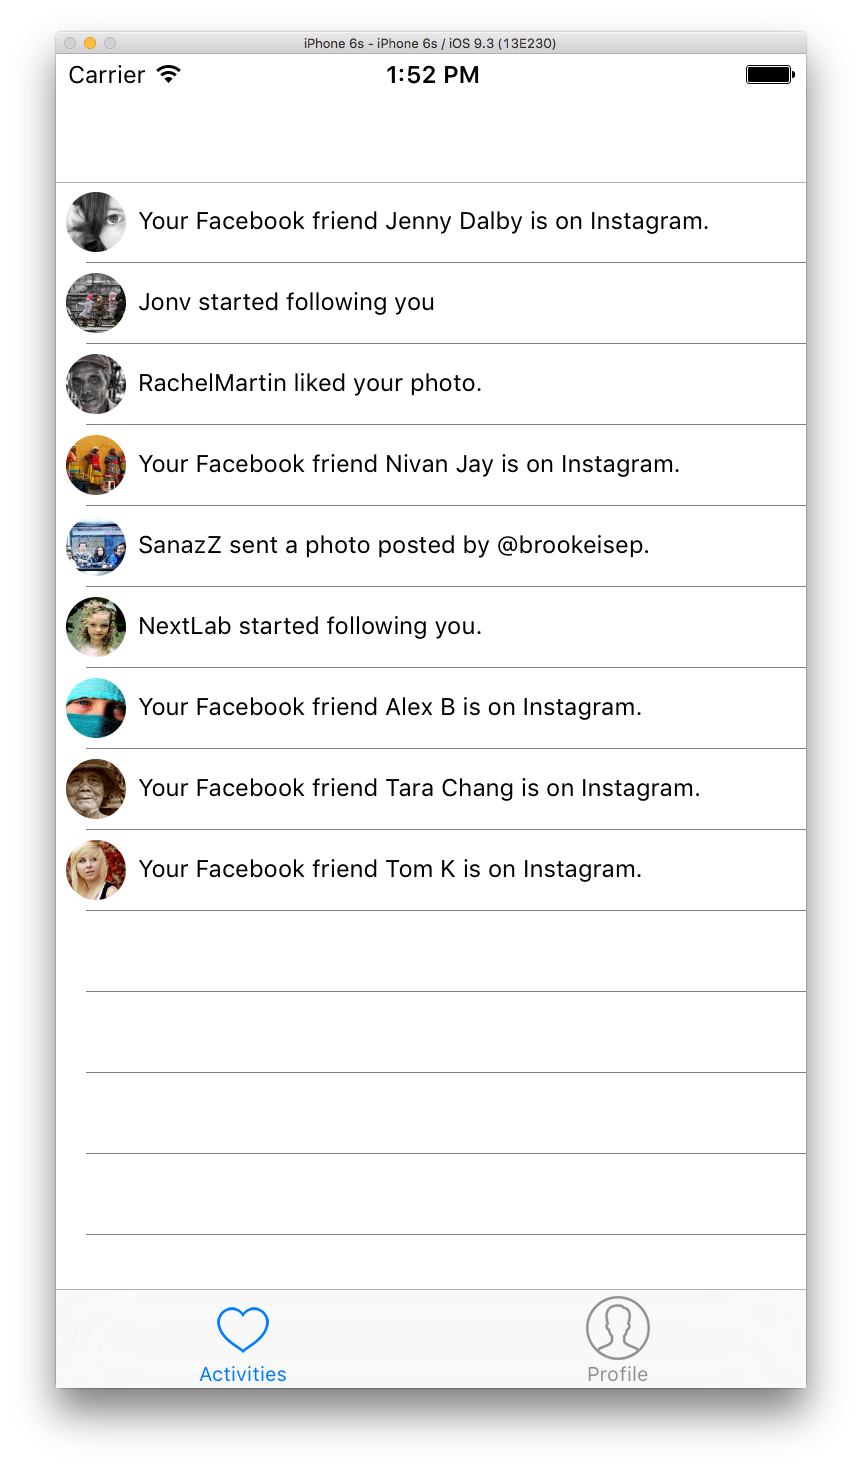 iPhone 6s - iPhone 6s / iOS 9.3 (13E230)
Carrier 1:52 PM
Your Facebook friend Jenny Dalby is on Instagram.
Jonv started following you
RachelMartin liked your photo.
Your Facebook friend Nivan Jay is on Instagram.
SanazZ sent a photo posted by @brookeisep.
NextLab started following you.
Your Facebook friend Alex B is on Instagram.
Your Facebook friend Tara Chang is on Instagram.
Your Facebook friend Tom K is on Instagram.
Activities Profile